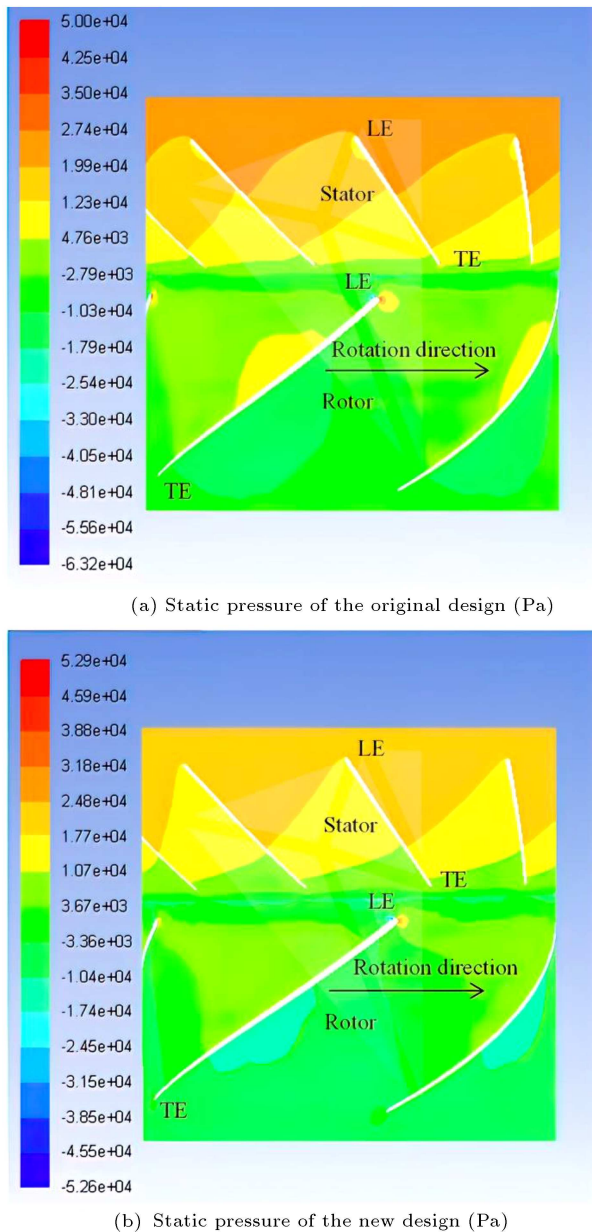 5.00e+04
4.25e+04
3.50e+04
2.74e+04
1.99e+04
1.23e+04
4.76e+03
-2.79e+03
-1.03e+04
-1.79e+04
-2.54e+04
-3.30e+04
-4.05e+04
-4.81e+04
-5.56e+04
-6.32e+04
LE
Stator
TE
LE
Rotation direction
Rotor
TE
(a) Static pressure of the original design (Pa)
5.29e+04
4.59e+04
3.88e+04
3.18e+04
2.48e+04
1.77e+04
1.07e+04
3.67e+03
-3.36e+03
-1.04e+04
-1.74e+04
-2.45e+04
-3.15e+04
-3.85e+04
-4.55e+04
-5.26e+04
LE
Stator
TE
LE
Rotation direction
Rotor
TE
(b) Static pressure of the new design (Pa)